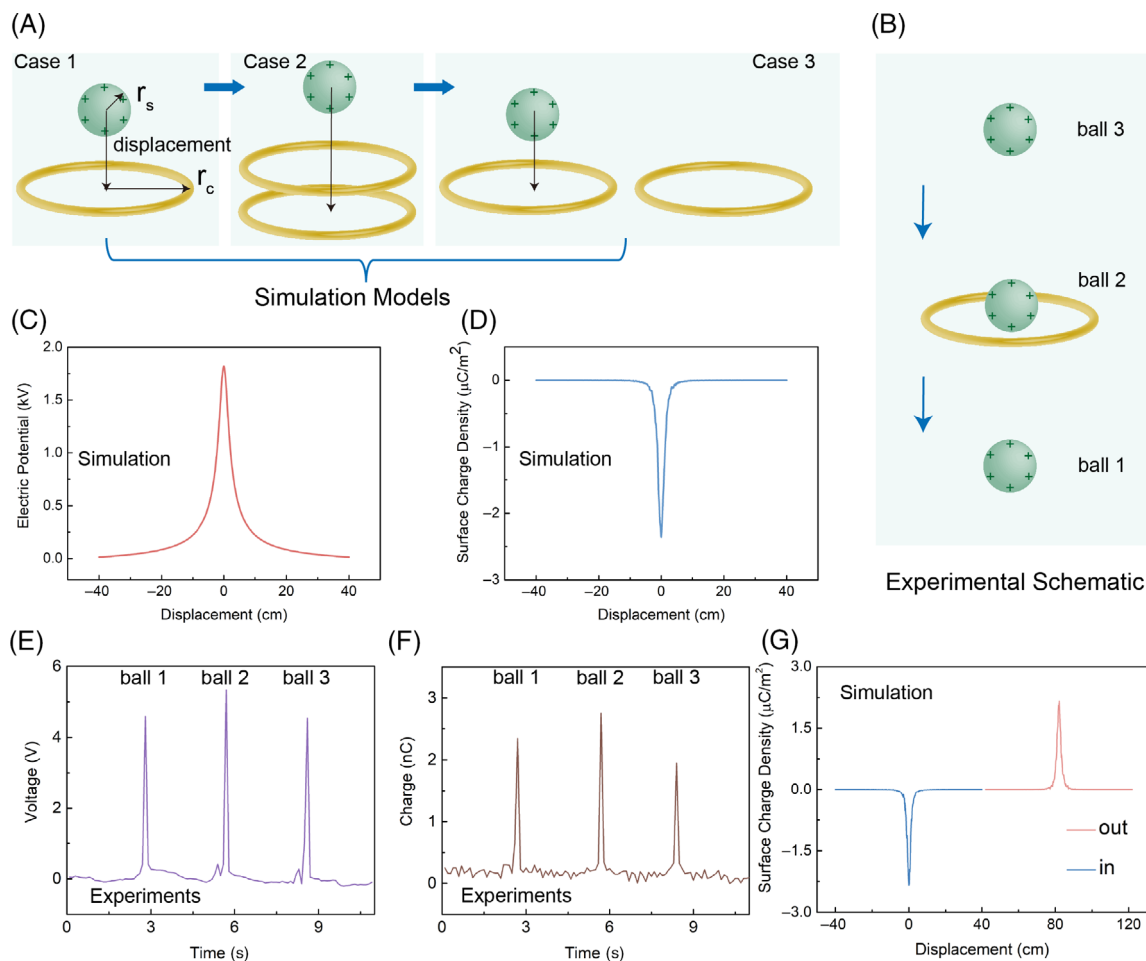 (A)
Case 1
Case 2
Case 3
r_s
displacement
r_c
Simulation Models
(B)
ball 3
ball 2
ball 1
Experimental Schematic
(C)
Electric Potential (kV)
2.0
1.5
1.0
0.5
0.0
Simulation
−40 −20 0 20 40
Displacement (cm)
(D)
Surface Charge Density (μC/m²)
0
−1
−2
−3
Simulation
−40 −20 0 20 40
Displacement (cm)
(E)
Voltage (V)
6
4
2
0
ball 1 ball 2 ball 3
Experiments
0 3 6 9
Time (s)
(F)
Charge (nC)
3
2
1
0
ball 1 ball 2 ball 3
Experiments
0 3 6 9
Time (s)
(G)
Surface Charge Density (μC/m²)
3.0
1.5
0.0
−1.5
−3.0
Simulation
out
in
−40 0 40 80 120
Displacement (cm)